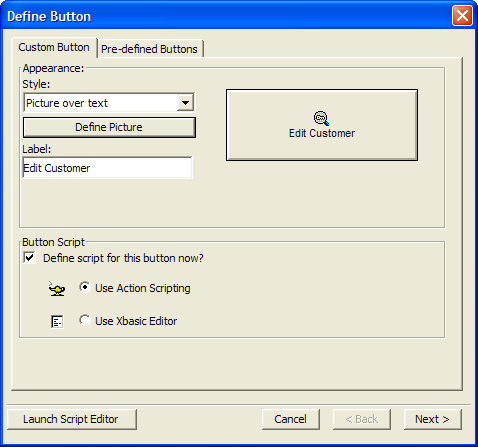 Define Button
Custom Button
Pre-defined Buttons
Appearance:
Style:
Picture over text
Define Picture
Label:
Edit Customer
Edit Customer
Button Script
Define script for this button now?
Use Action Scripting
Use Xbasic Editor
Launch Script Editor
Cancel
< Back
Next >